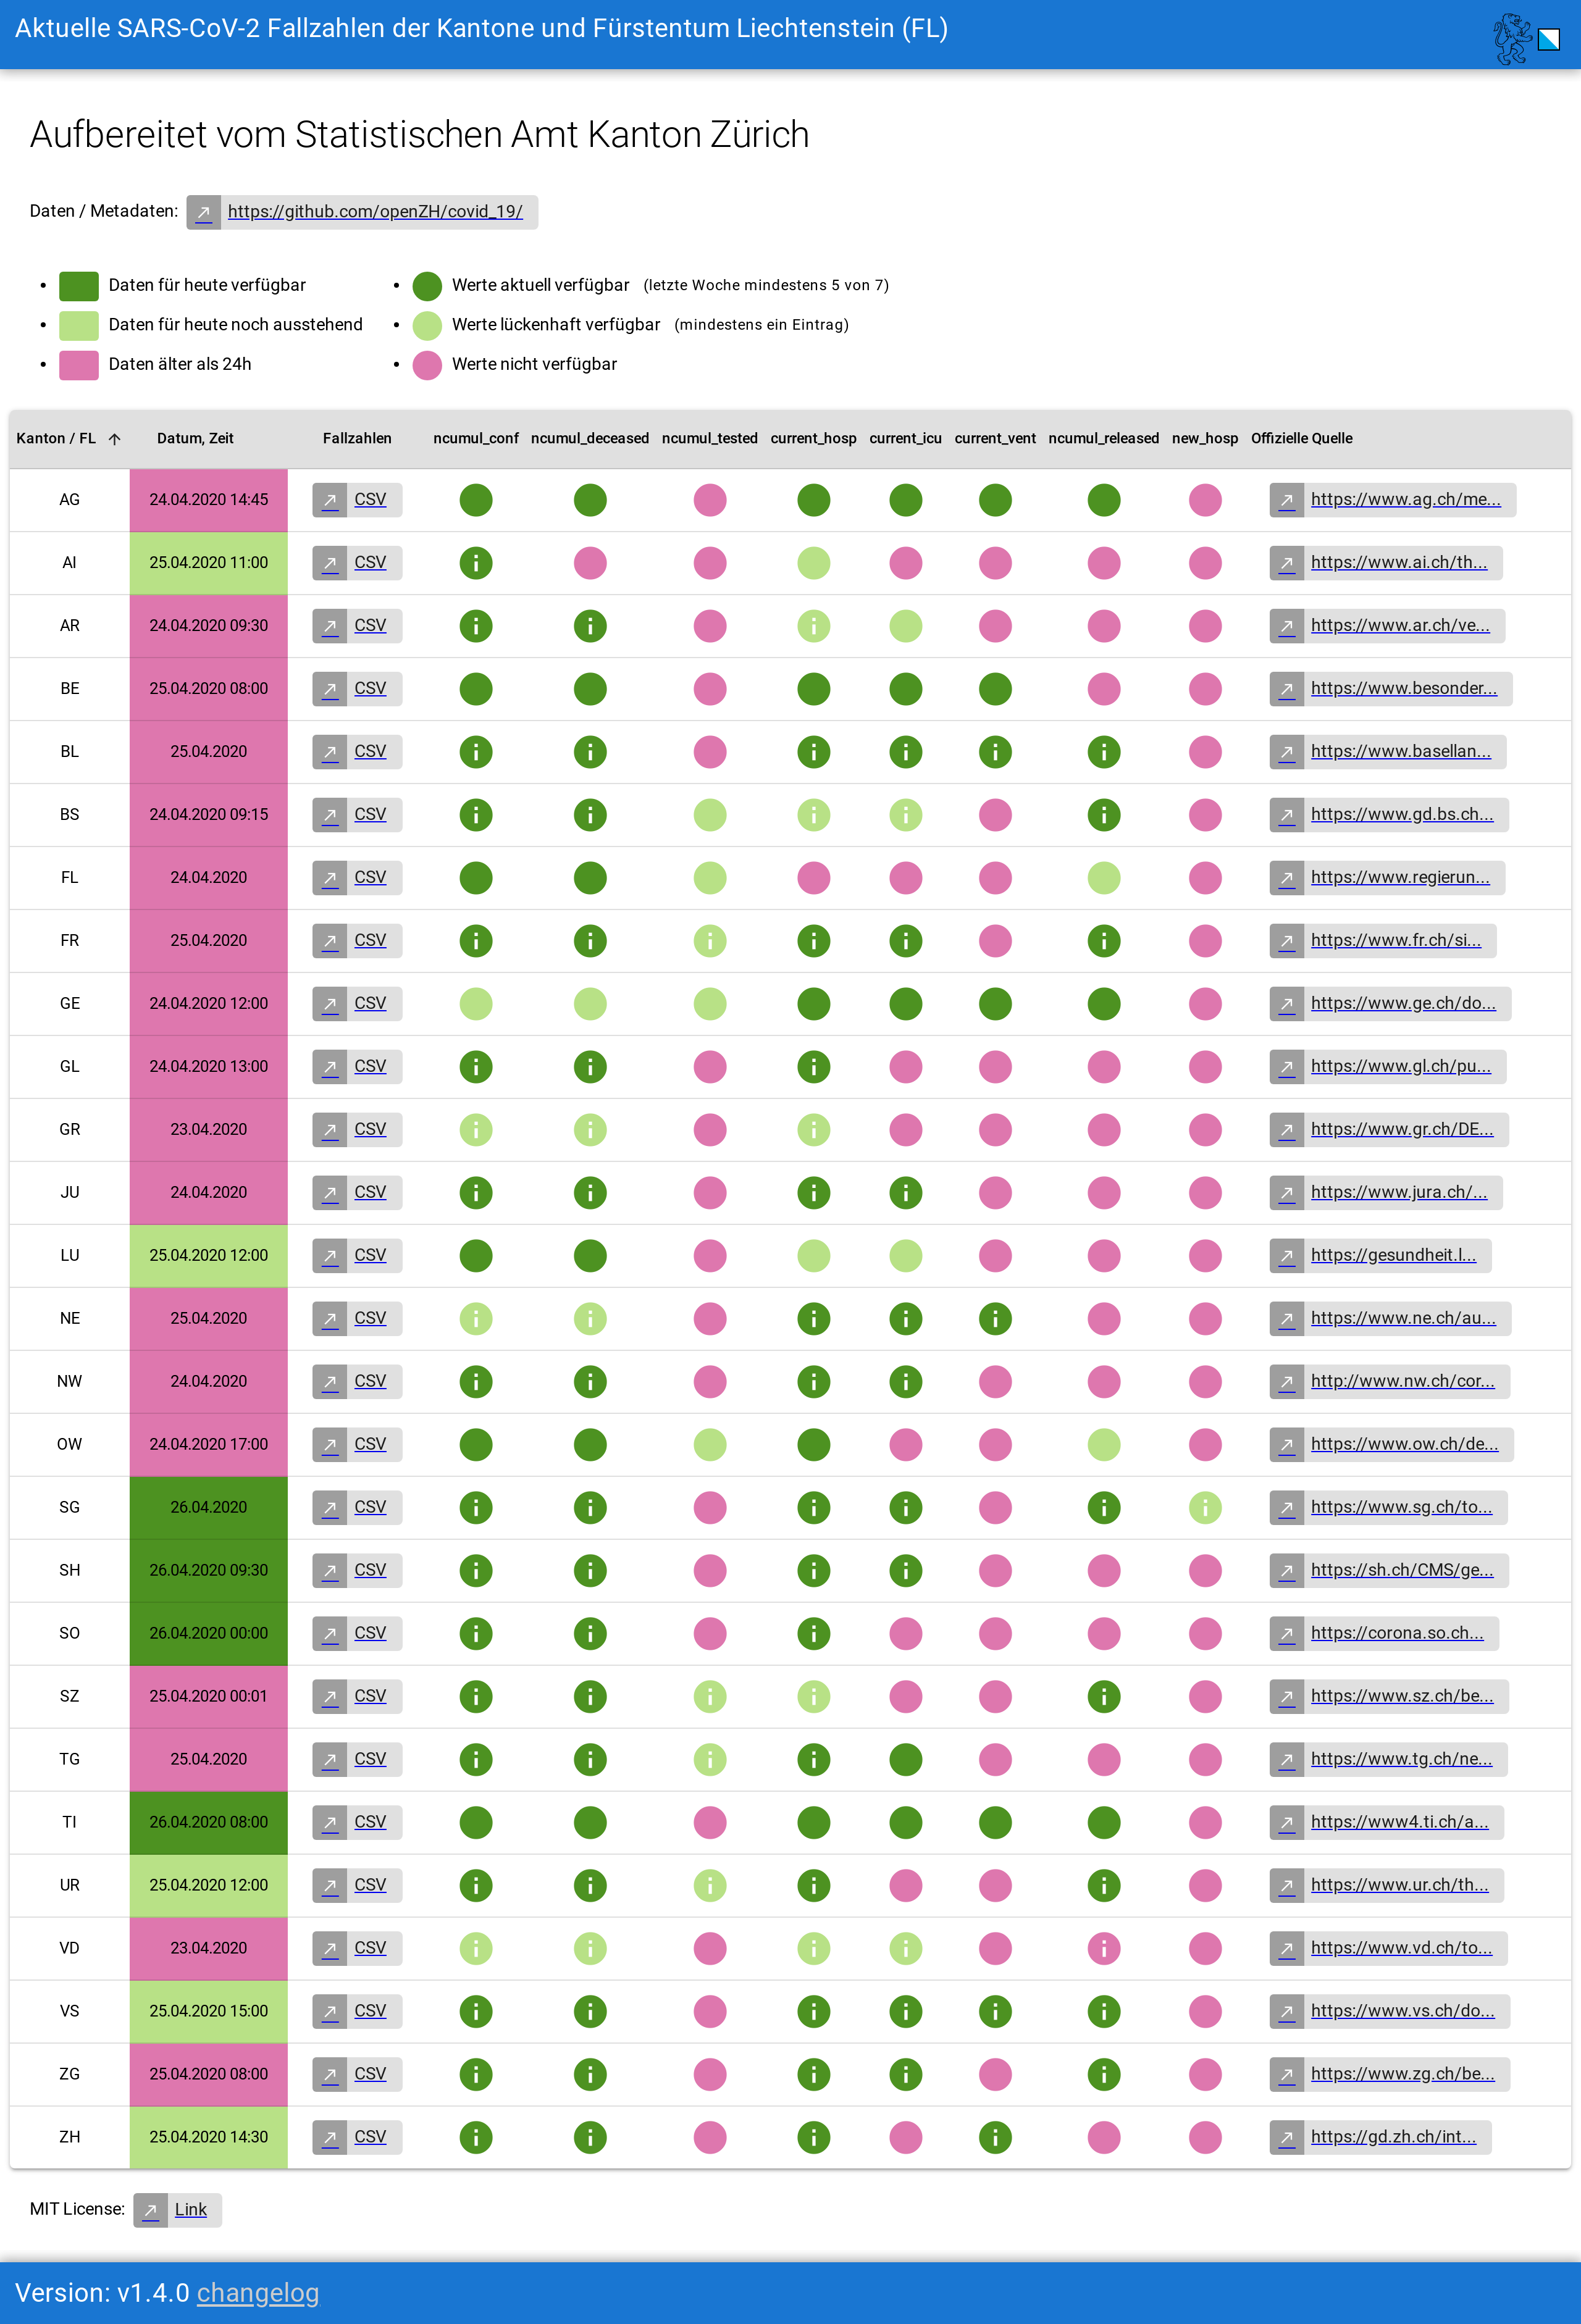 Aktuelle SARS-CoV-2 Fallzahlen der Kantone und Fürstentum Liechtenstein (FL)
Aufbereitet vom Statistischen Amt Kanton Zürich
Daten / Metadaten: https://github.com/openZH/covid_19/
Daten für heute verfügbar
Daten für heute noch ausstehend
Daten älter als 24h
Werte aktuell verfügbar (letzte Woche mindestens 5 von 7)
Werte lückenhaft verfügbar (mindestens ein Eintrag)
Werte nicht verfügbar
Kanton / FL Datum, Zeit Fallzahlen ncumul_conf ncumul_deceased ncumul_tested current_hosp current_icu current_vent ncumul_released new_hosp Offizielle Quelle
AG 24.04.2020 14:45 CSV https://www.ag.ch/me...
AI 25.04.2020 11:00 CSV https://www.ai.ch/th...
AR 24.04.2020 09:30 CSV https://www.ar.ch/ve...
BE 25.04.2020 08:00 CSV https://www.besonder...
BL 25.04.2020 CSV https://www.basellan...
BS 24.04.2020 09:15 CSV https://www.gd.bs.ch...
FL 24.04.2020 CSV https://www.regierun...
FR 25.04.2020 CSV https://www.fr.ch/si...
GE 24.04.2020 12:00 CSV https://www.ge.ch/do...
GL 24.04.2020 13:00 CSV https://www.gl.ch/pu...
GR 23.04.2020 CSV https://www.gr.ch/DE...
JU 24.04.2020 CSV https://www.jura.ch/...
LU 25.04.2020 12:00 CSV https://gesundheit.l...
NE 25.04.2020 CSV https://www.ne.ch/au...
NW 24.04.2020 CSV http://www.nw.ch/cor...
OW 24.04.2020 17:00 CSV https://www.ow.ch/de...
SG 26.04.2020 CSV https://www.sg.ch/to...
SH 26.04.2020 09:30 CSV https://sh.ch/CMS/ge...
SO 26.04.2020 00:00 CSV https://corona.so.ch...
SZ 25.04.2020 00:01 CSV https://www.sz.ch/be...
TG 25.04.2020 CSV https://www.tg.ch/ne...
TI 26.04.2020 08:00 CSV https://www4.ti.ch/a...
UR 25.04.2020 12:00 CSV https://www.ur.ch/th...
VD 23.04.2020 CSV https://www.vd.ch/to...
VS 25.04.2020 15:00 CSV https://www.vs.ch/do...
ZG 25.04.2020 08:00 CSV https://www.zg.ch/be...
ZH 25.04.2020 14:30 CSV https://gd.zh.ch/int...
MIT License: Link
Version: v1.4.0 changelog